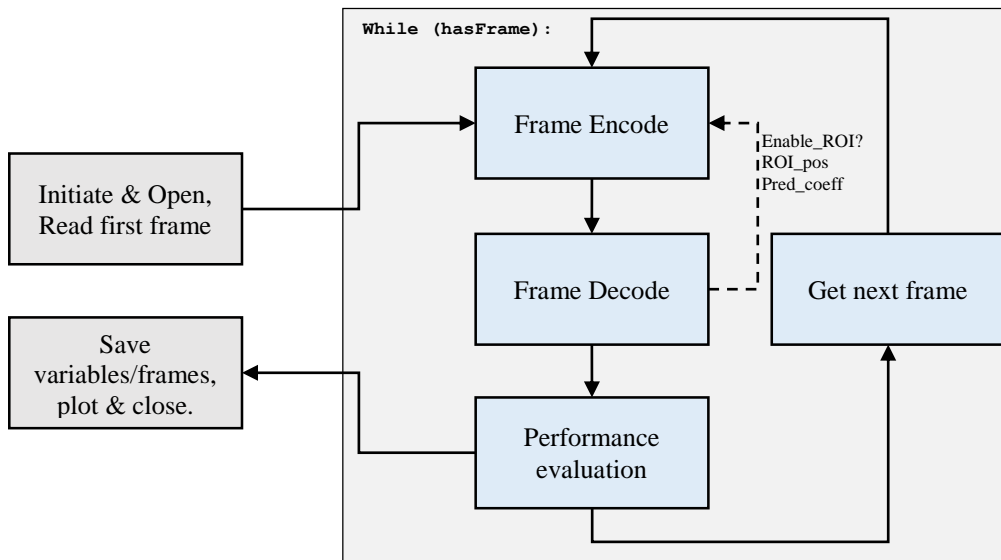 While (hasFrame):
Frame Encode
Enable_ROI?
ROI_pos
Pred_coeff
Initiate & Open,
Read first frame
Frame Decode
Get next frame
Save
variables/frames,
plot & close.
Performance
evaluation